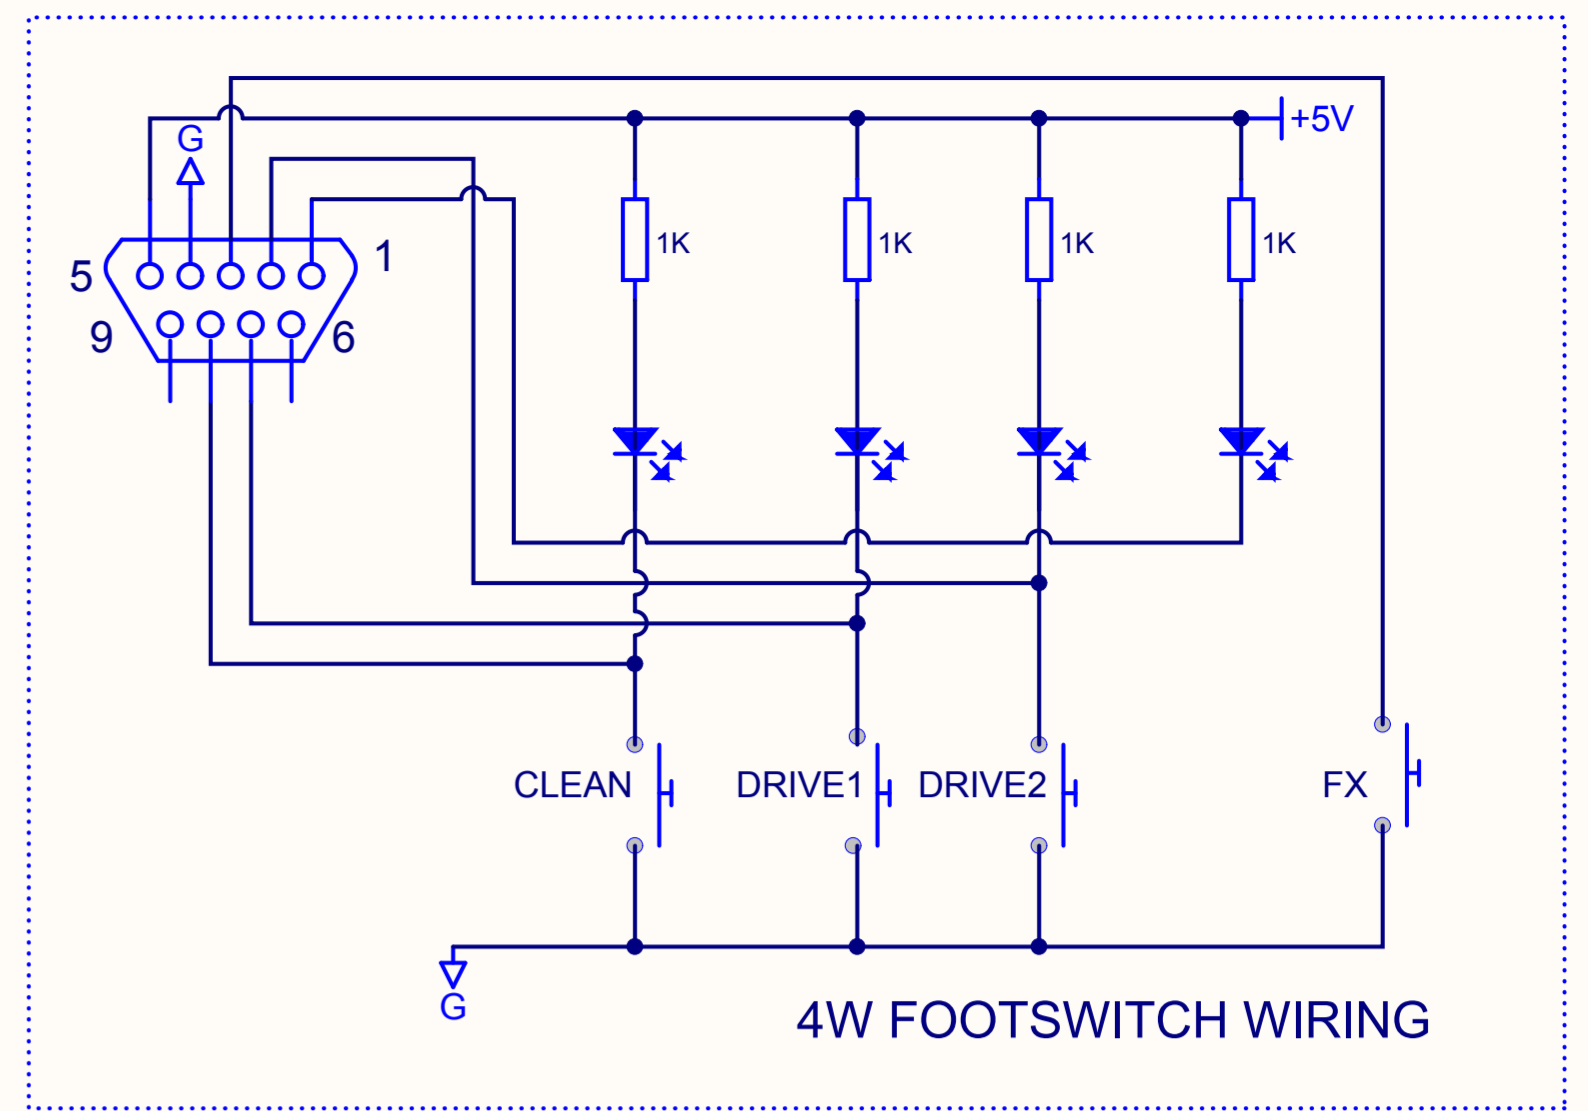 +5V
G
1K
1K
1K
1K
5
1
9
6
CLEAN
DRIVE1
DRIVE2
FX
G
4W FOOTSWITCH WIRING